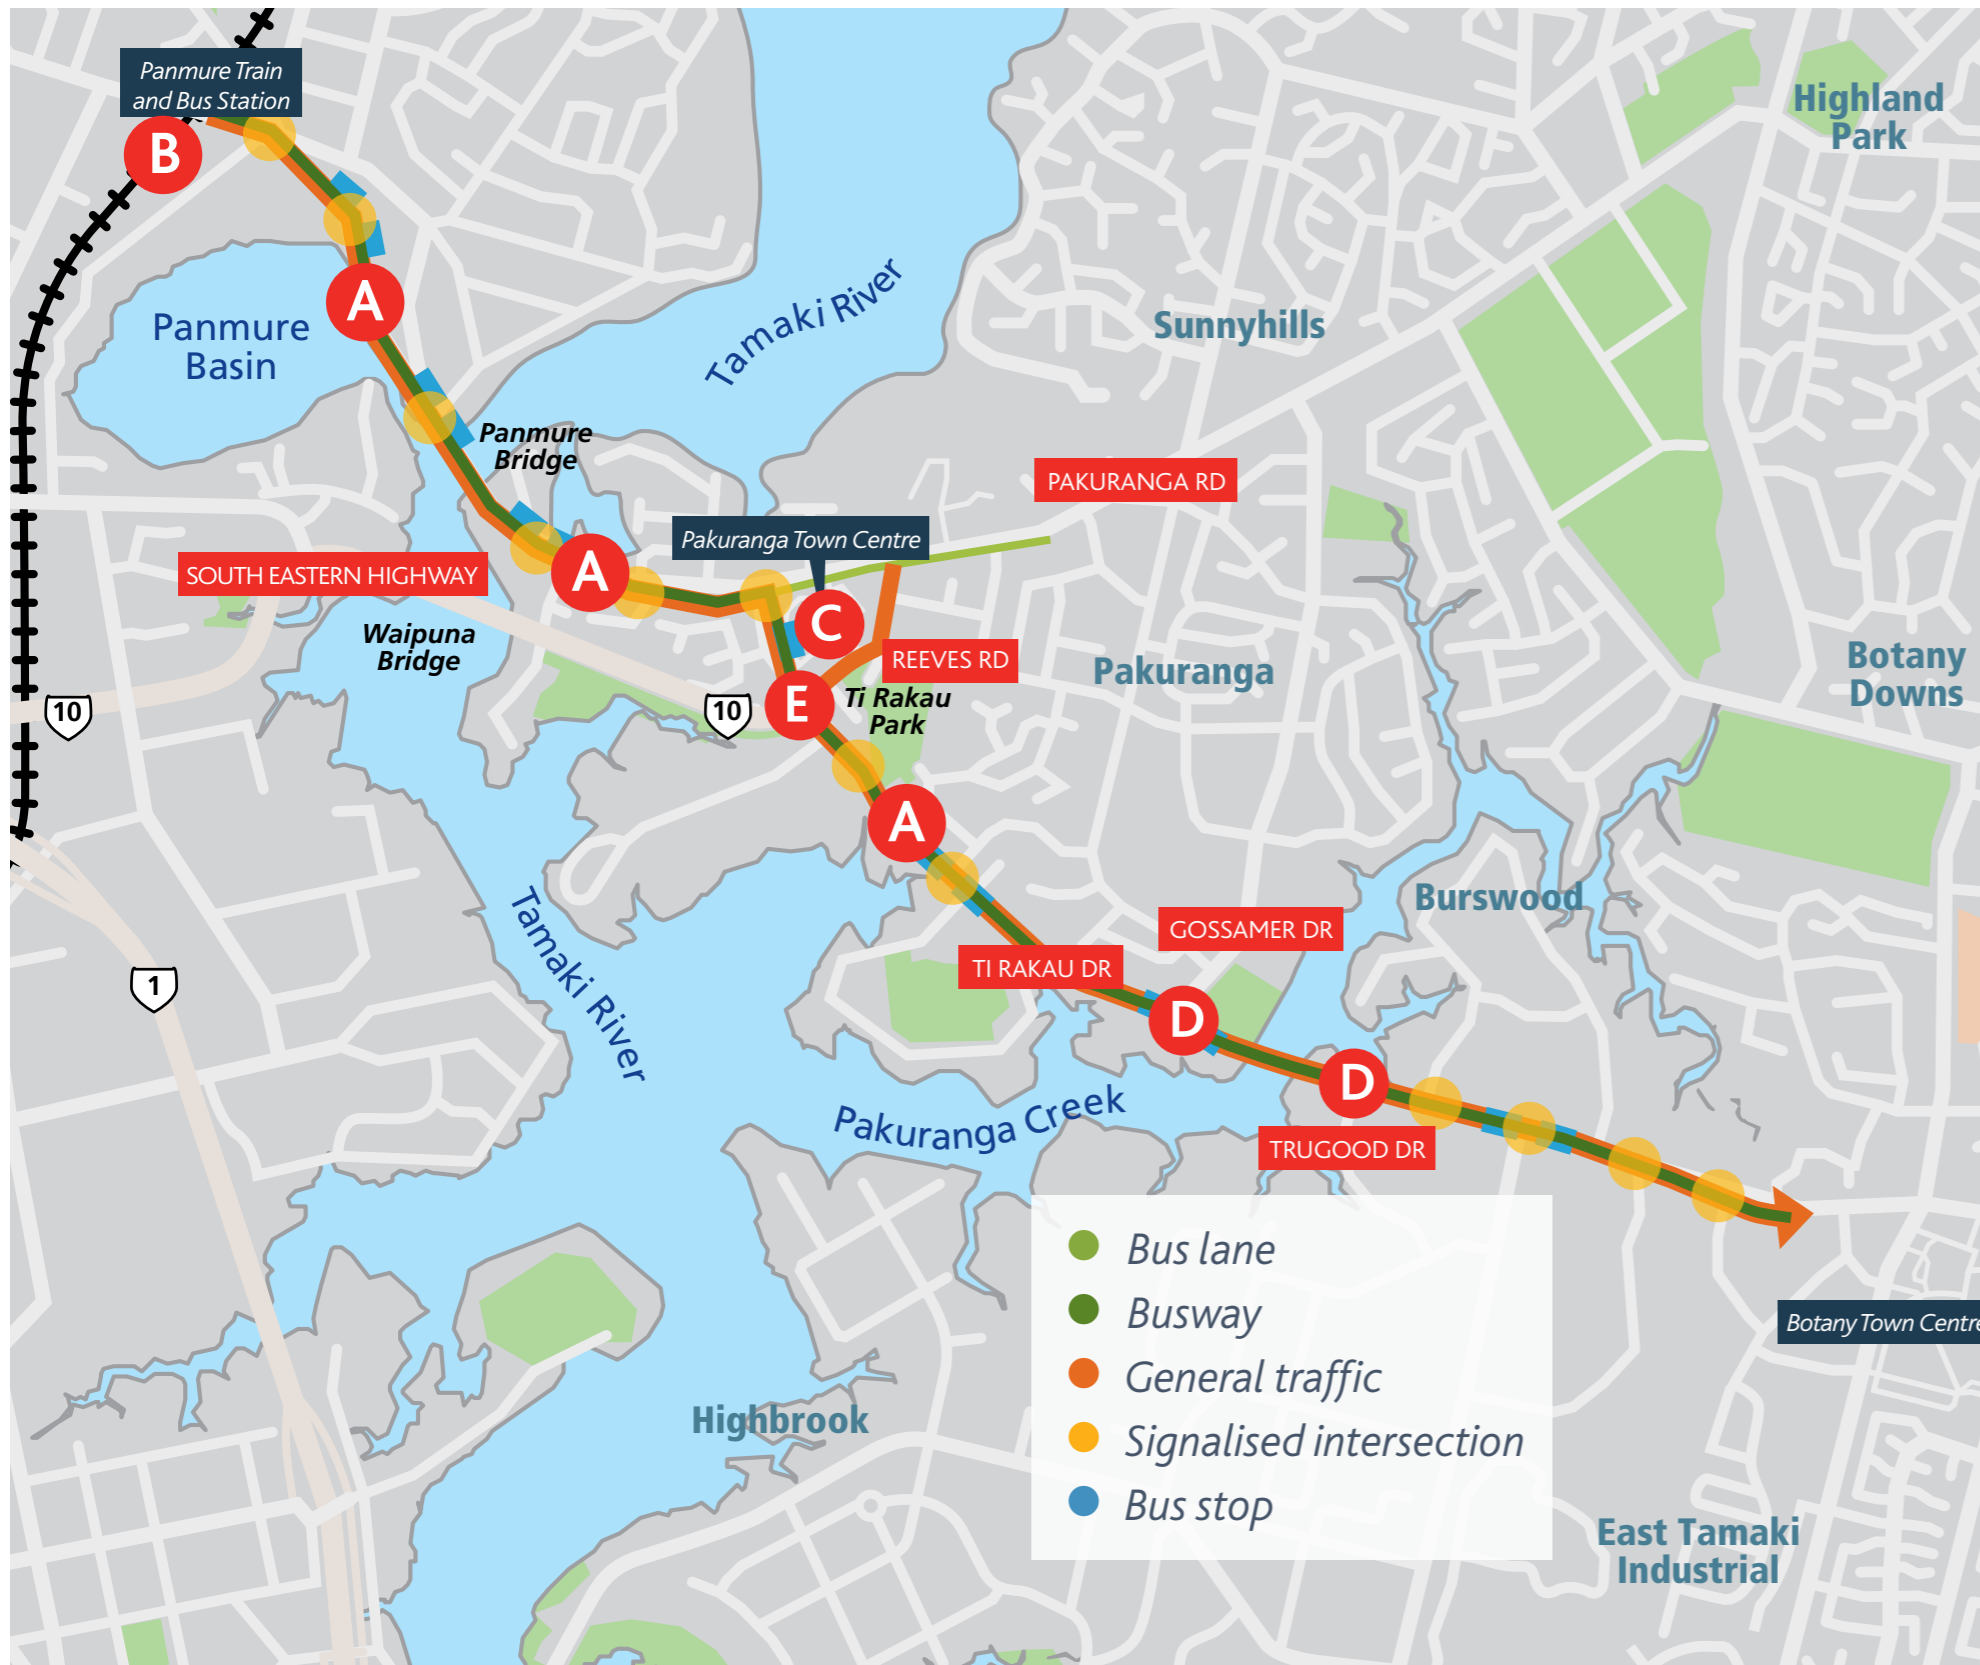 Panmure Train
and Bus Station
B
Highland
Park
A
Panmure
Basin
Tamaki River
Sunnyhills
Panmure
Bridge
PAKURANGA RD
Pakuranga Town Centre
SOUTH EASTERN HIGHWAY
A
C
Waipuna
Bridge
REEVES RD
Pakuranga
Botany
Downs
10
10
E
Ti Rakau
Park
A
Burswood
Tamaki River
GOSSAMER DR
TI RAKAU DR
1
D
D
Pakuranga Creek
TRUGOOD DR
Bus lane
Busway
General traffic
Signalised intersection
Bus stop
Botany Town Centre
Highbrook
East Tamaki
Industrial